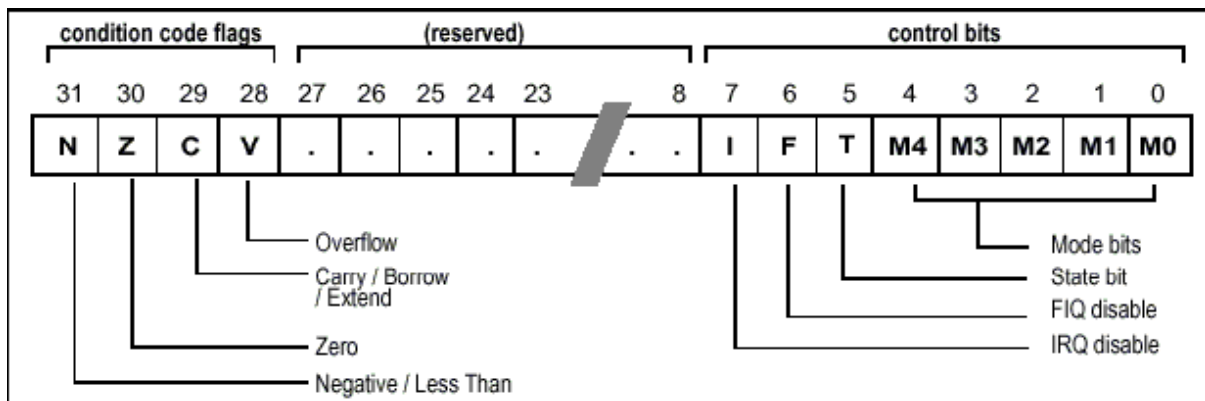 condition code flags (reserved) control bits
31 30 29 28 27 26 25 24 23 8 7 6 5 4 3 2 1 0
N Z C V . . . . . . . I F T M4 M3 M2 M1 M0
Overflow Mode bits
Carry / Borrow State bit
/ Extend
FIQ disable
Zero IRQ disable
Negative / Less Than